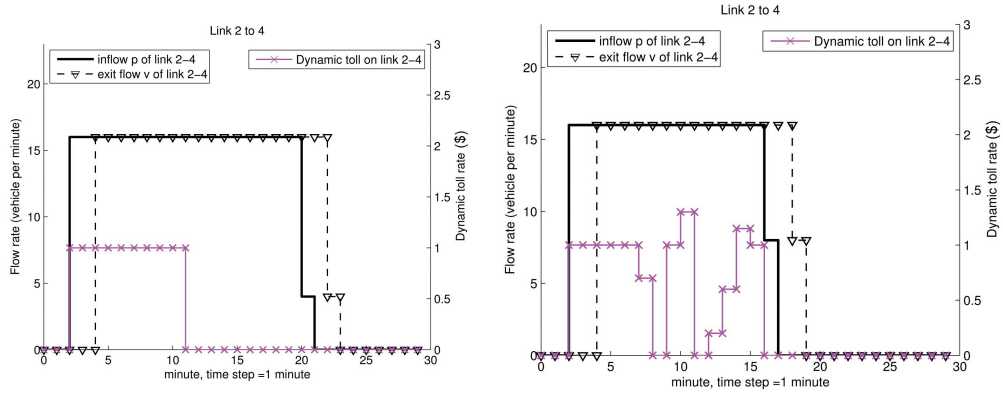 Link 2 to 4
inflow p of link 2−4
exit flow v of link 2−4
Dynamic toll on link 2−4
Flow rate (vehicle per minute)
20
15
10
5
0
3
2.5
2
1.5
1
0.5
0
Dynamic toll rate ($)
0 5 10 15 20 25 30
minute, time step =1 minute
Link 2 to 4
inflow p of link 2−4
exit flow v of link 2−4
Dynamic toll on link 2−4
Flow rate (vehicle per minute)
20
15
10
5
0
3
2.5
2
1.5
1
0.5
0
Dynamic toll rate ($)
0 5 10 15 20 25 30
minute, time step =1 minute